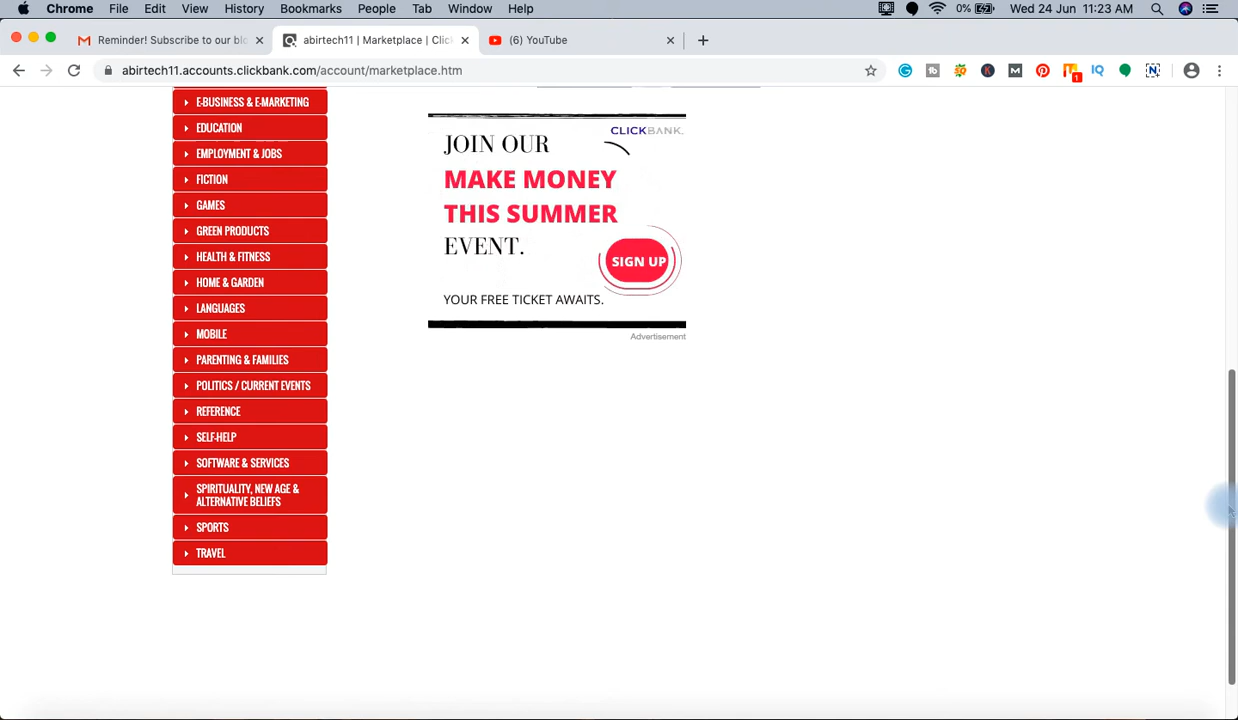 Chrome File Edit View History Bookmarks People Tab Window Help 0% Wed 24 Jun 11:23 AM
Reminder! Subscribe to our blo abirtech11 | Marketplace | Clic (6) YouTube
abirtech11.accounts.clickbank.com/account/marketplace.htm
E-BUSINESS & E-MARKETING
EDUCATION
EMPLOYMENT & JOBS
FICTION
GAMES
GREEN PRODUCTS
HEALTH & FITNESS
HOME & GARDEN
LANGUAGES
MOBILE
PARENTING & FAMILIES
POLITICS / CURRENT EVENTS
REFERENCE
SELF-HELP
SOFTWARE & SERVICES
SPIRITUALITY, NEW AGE &
ALTERNATIVE BELIEFS
SPORTS
TRAVEL
CLICKBANK.
JOIN OUR
MAKE MONEY
THIS SUMMER
EVENT.
SIGN UP
YOUR FREE TICKET AWAITS.
Advertisement